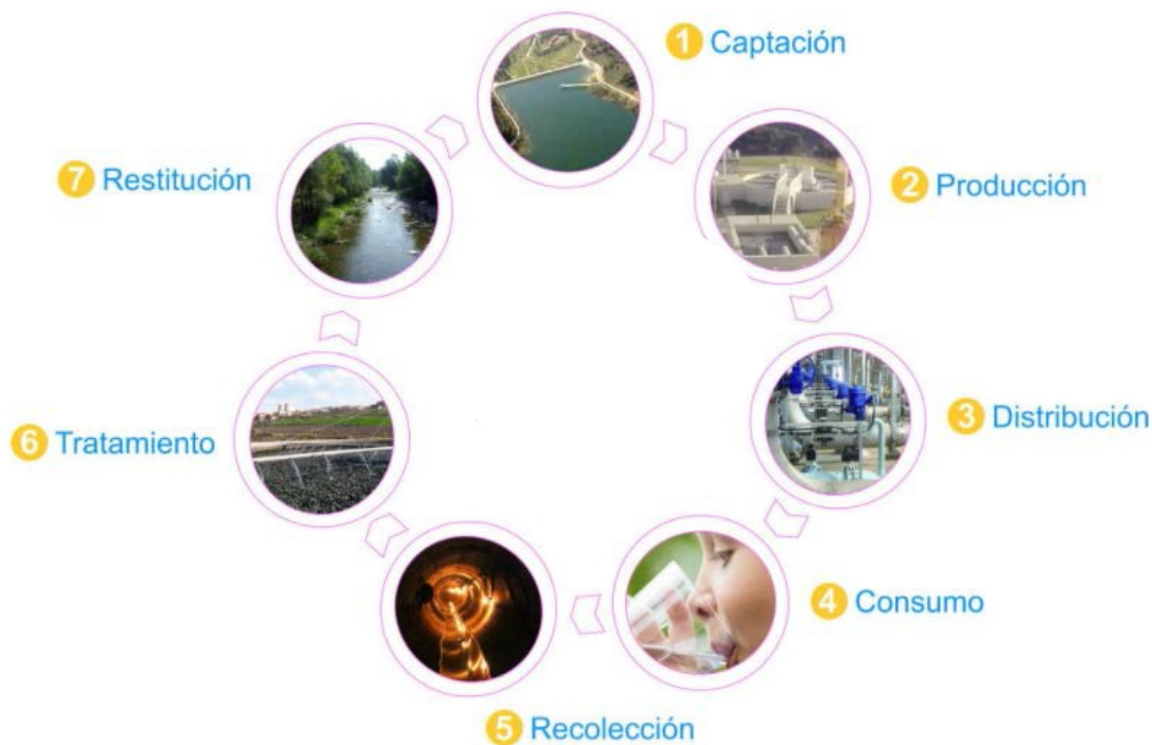 1 Captación
2 Producción
3 Distribución
4 Consumo
5 Recolección
6 Tratamiento
7 Restitución